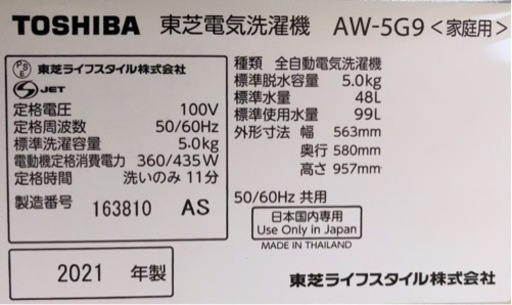 TOSHIBA 東芝電気洗濯機 AW-5G9＜家庭用＞
PSE 東芝ライフスタイル株式会社
S JET
定格電圧 100V
定格周波数 50/60Hz
標準洗濯容量 5.0kg
電動機定格消費電力 360/435W
定格時間 洗いのみ 11分
製造番号 163810 AS
2021 年製
種類 全自動電気洗濯機
標準脱水容量 5.0kg
標準水量 48L
標準使用水量 99L
外形寸法 幅 563mm
奥行 580mm
高さ 957mm
50/60Hz 共用
日本国内専用
Use Only in Japan
MADE IN THAILAND
東芝ライフスタイル株式会社